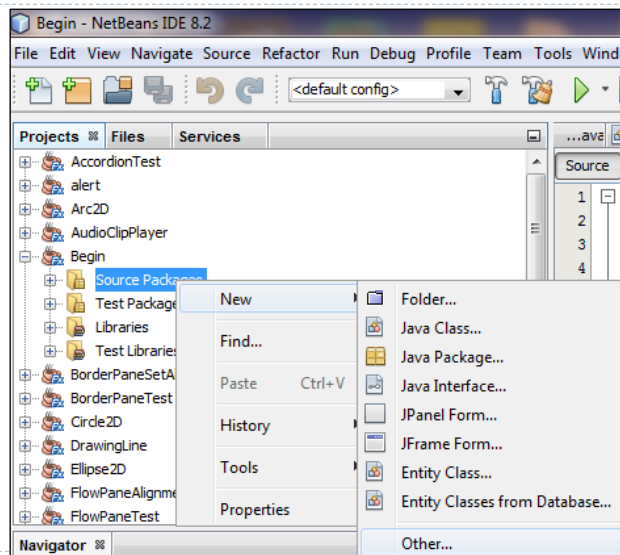 Begin - NetBeans IDE 8.2
File Edit View Navigate Source Refactor Run Debug Profile Team Tools Wind
<default config>
Projects Files Services
...ava
Source
AccordionTest
alert
Arc2D
AudioClipPlayer
Begin
Source Packages
Test Package
Libraries
Test Libraries
BorderPaneSetAl
BorderPaneTest
Circle2D
DrawingLine
Ellipse2D
FlowPaneAlignme
FlowPaneTest
Navigator
1
2
3
4
New
Find...
Paste Ctrl+V
History
Tools
Properties
Folder...
Java Class...
Java Package...
Java Interface...
JPanel Form...
JFrame Form...
Entity Class...
Entity Classes from Database...
Other...